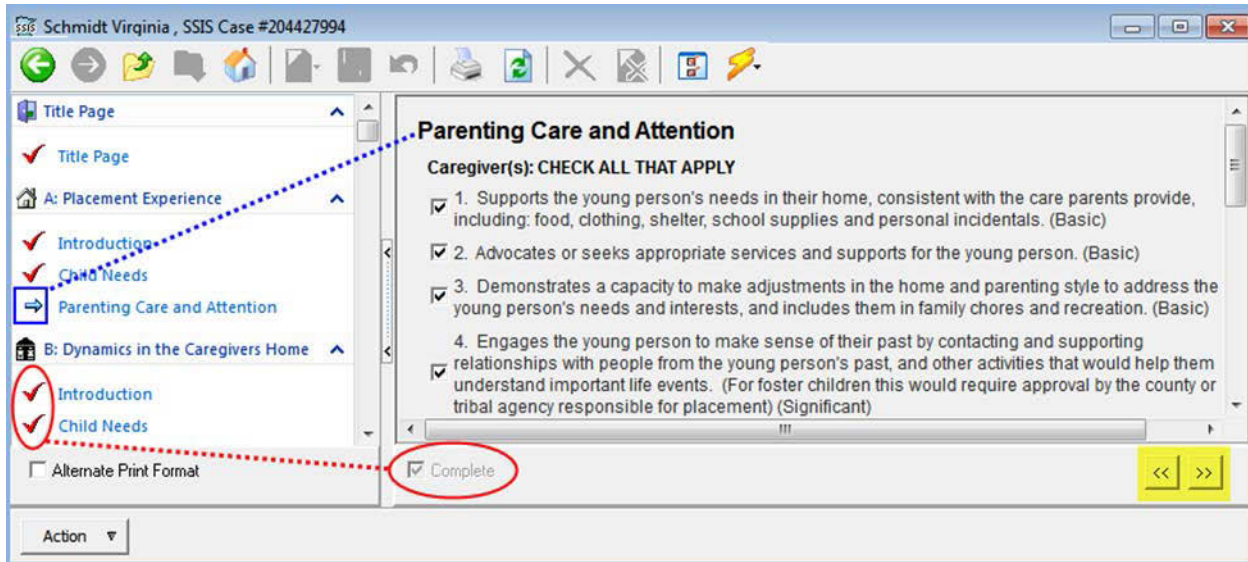 Schmidt Virginia , SSIS Case #204427994
Title Page
Title Page
A: Placement Experience
Introduction
Child Needs
Parenting Care and Attention
B: Dynamics in the Caregivers Home
Introduction
Child Needs
Alternate Print Format
Parenting Care and Attention
Caregiver(s): CHECK ALL THAT APPLY
1. Supports the young person's needs in their home, consistent with the care parents provide,
including: food, clothing, shelter, school supplies and personal incidentals. (Basic)
2. Advocates or seeks appropriate services and supports for the young person. (Basic)
3. Demonstrates a capacity to make adjustments in the home and parenting style to address the
young person's needs and interests, and includes them in family chores and recreation. (Basic)
4. Engages the young person to make sense of their past by contacting and supporting
relationships with people from the young person's past, and other activities that would help them
understand important life events. (For foster children this would require approval by the county or
tribal agency responsible for placement) (Significant)
Complete
<< >>
Action